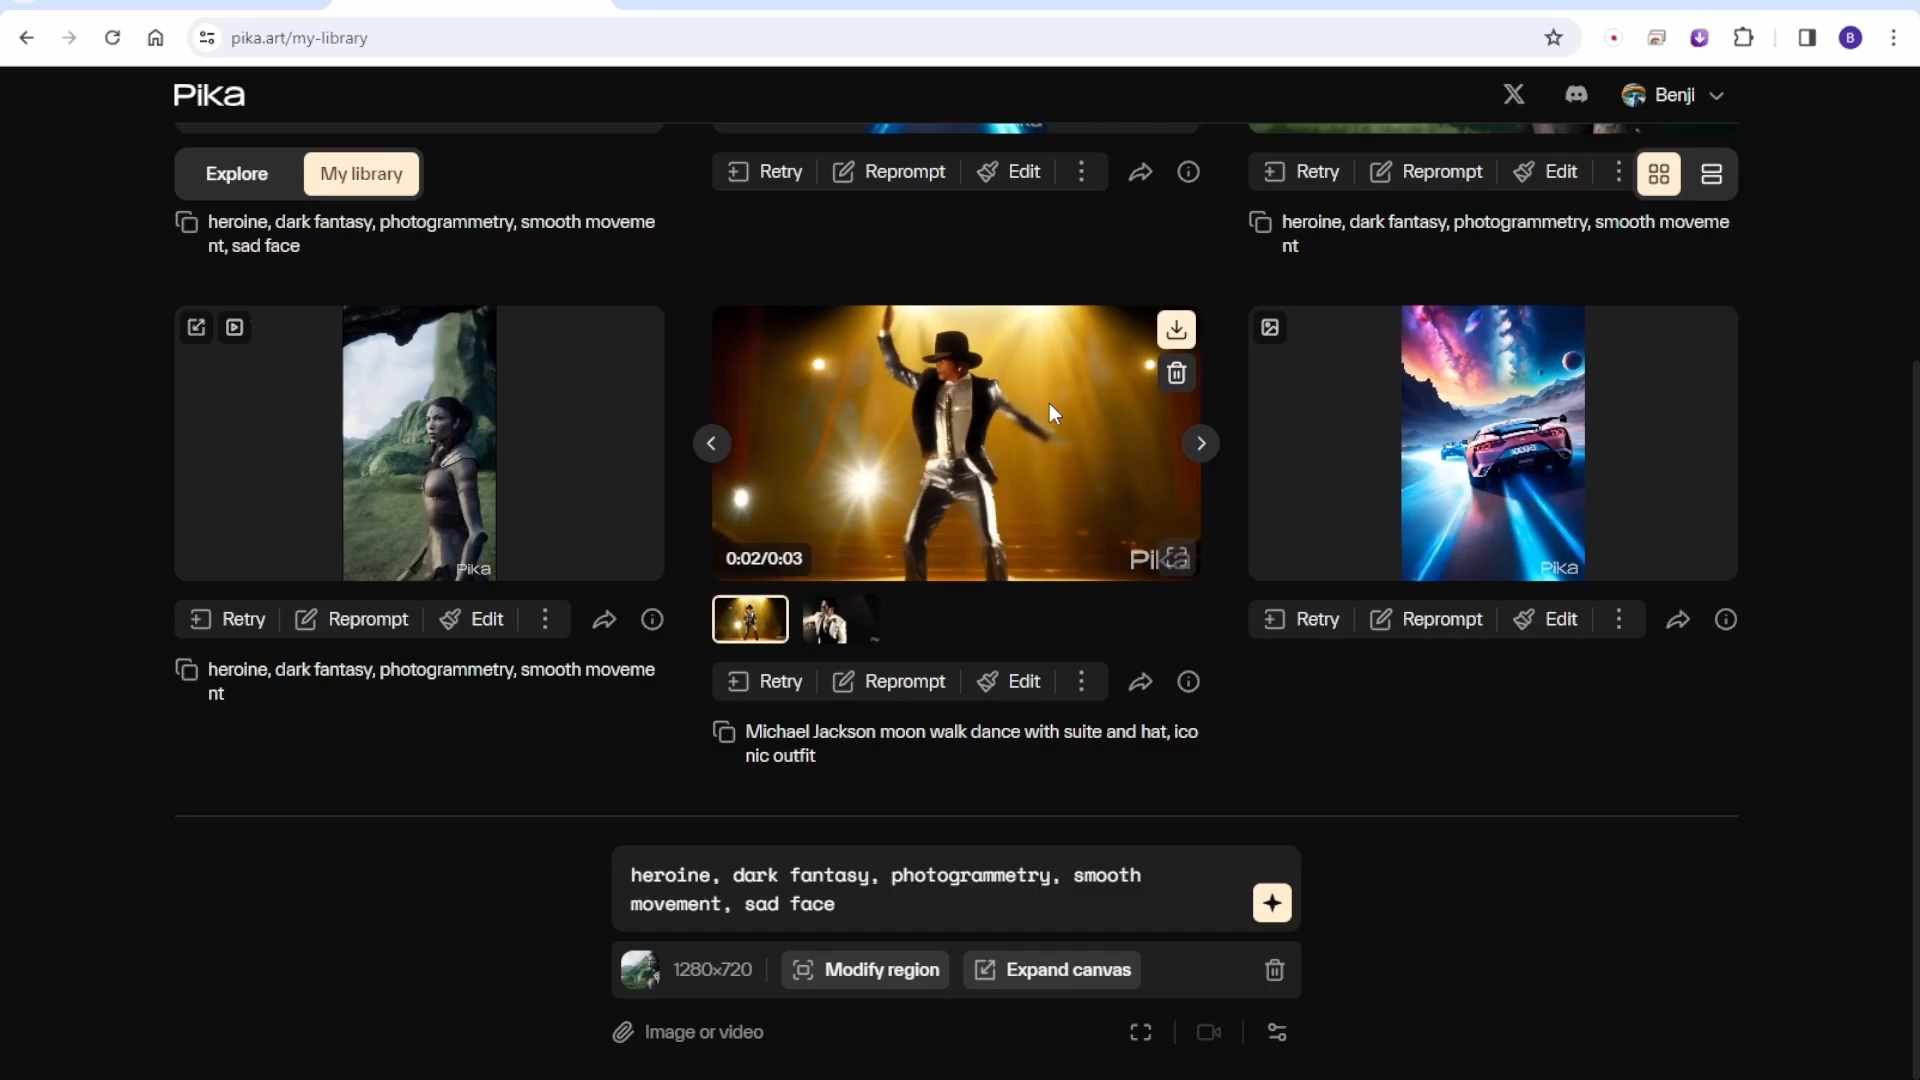 pika.art/my-library
B
Pika
Benji
Explore
My library
Retry
Reprompt
Edit
Retry
Reprompt
Edit
heroine, dark fantasy, photogrammetry, smooth moveme
nt, sad face
heroine, dark fantasy, photogrammetry, smooth moveme
nt
Pika
0:02/0:03
Pika
Pika
Retry
Reprompt
Edit
Retry
Reprompt
Edit
heroine, dark fantasy, photogrammetry, smooth moveme
nt
Retry
Reprompt
Edit
Michael Jackson moon walk dance with suite and hat, ico
nic outfit
heroine, dark fantasy, photogrammetry, smooth
movement, sad face
1280×720
Modify region
Expand canvas
Image or video